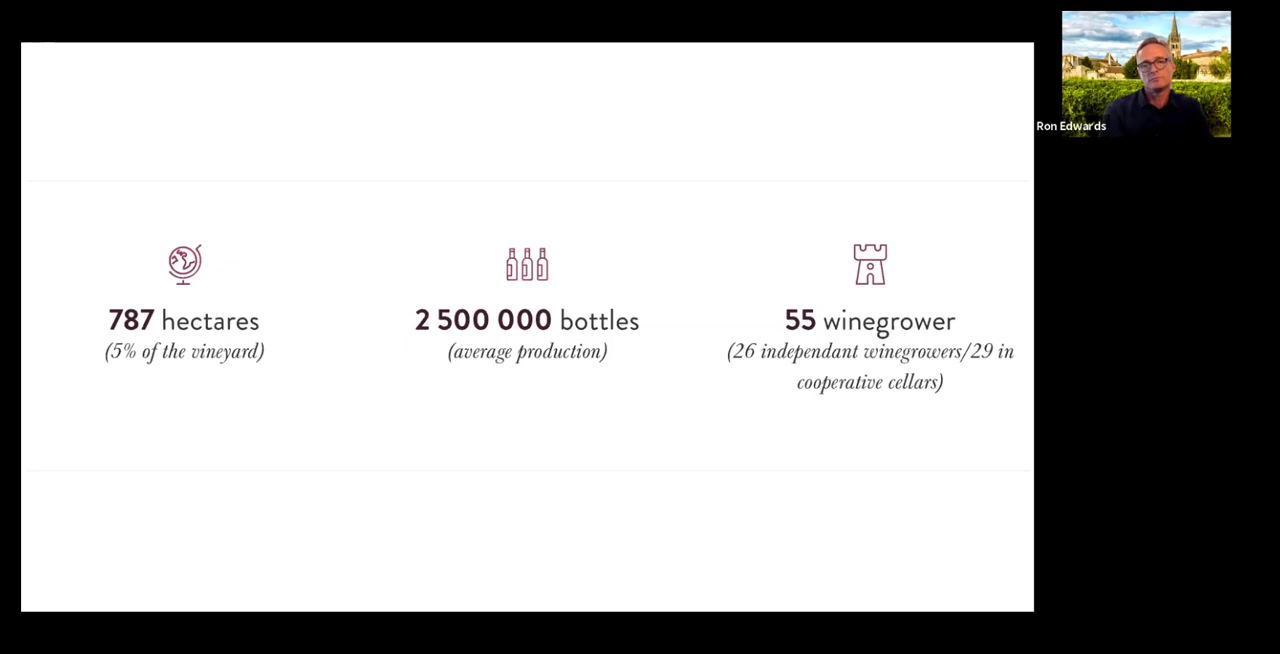 787 hectares
(5% of the vineyard)
2 500 000 bottles
(average production)
55 winegrower
(26 independant winegrowers/29 in
cooperative cellars)
Ron Edwards